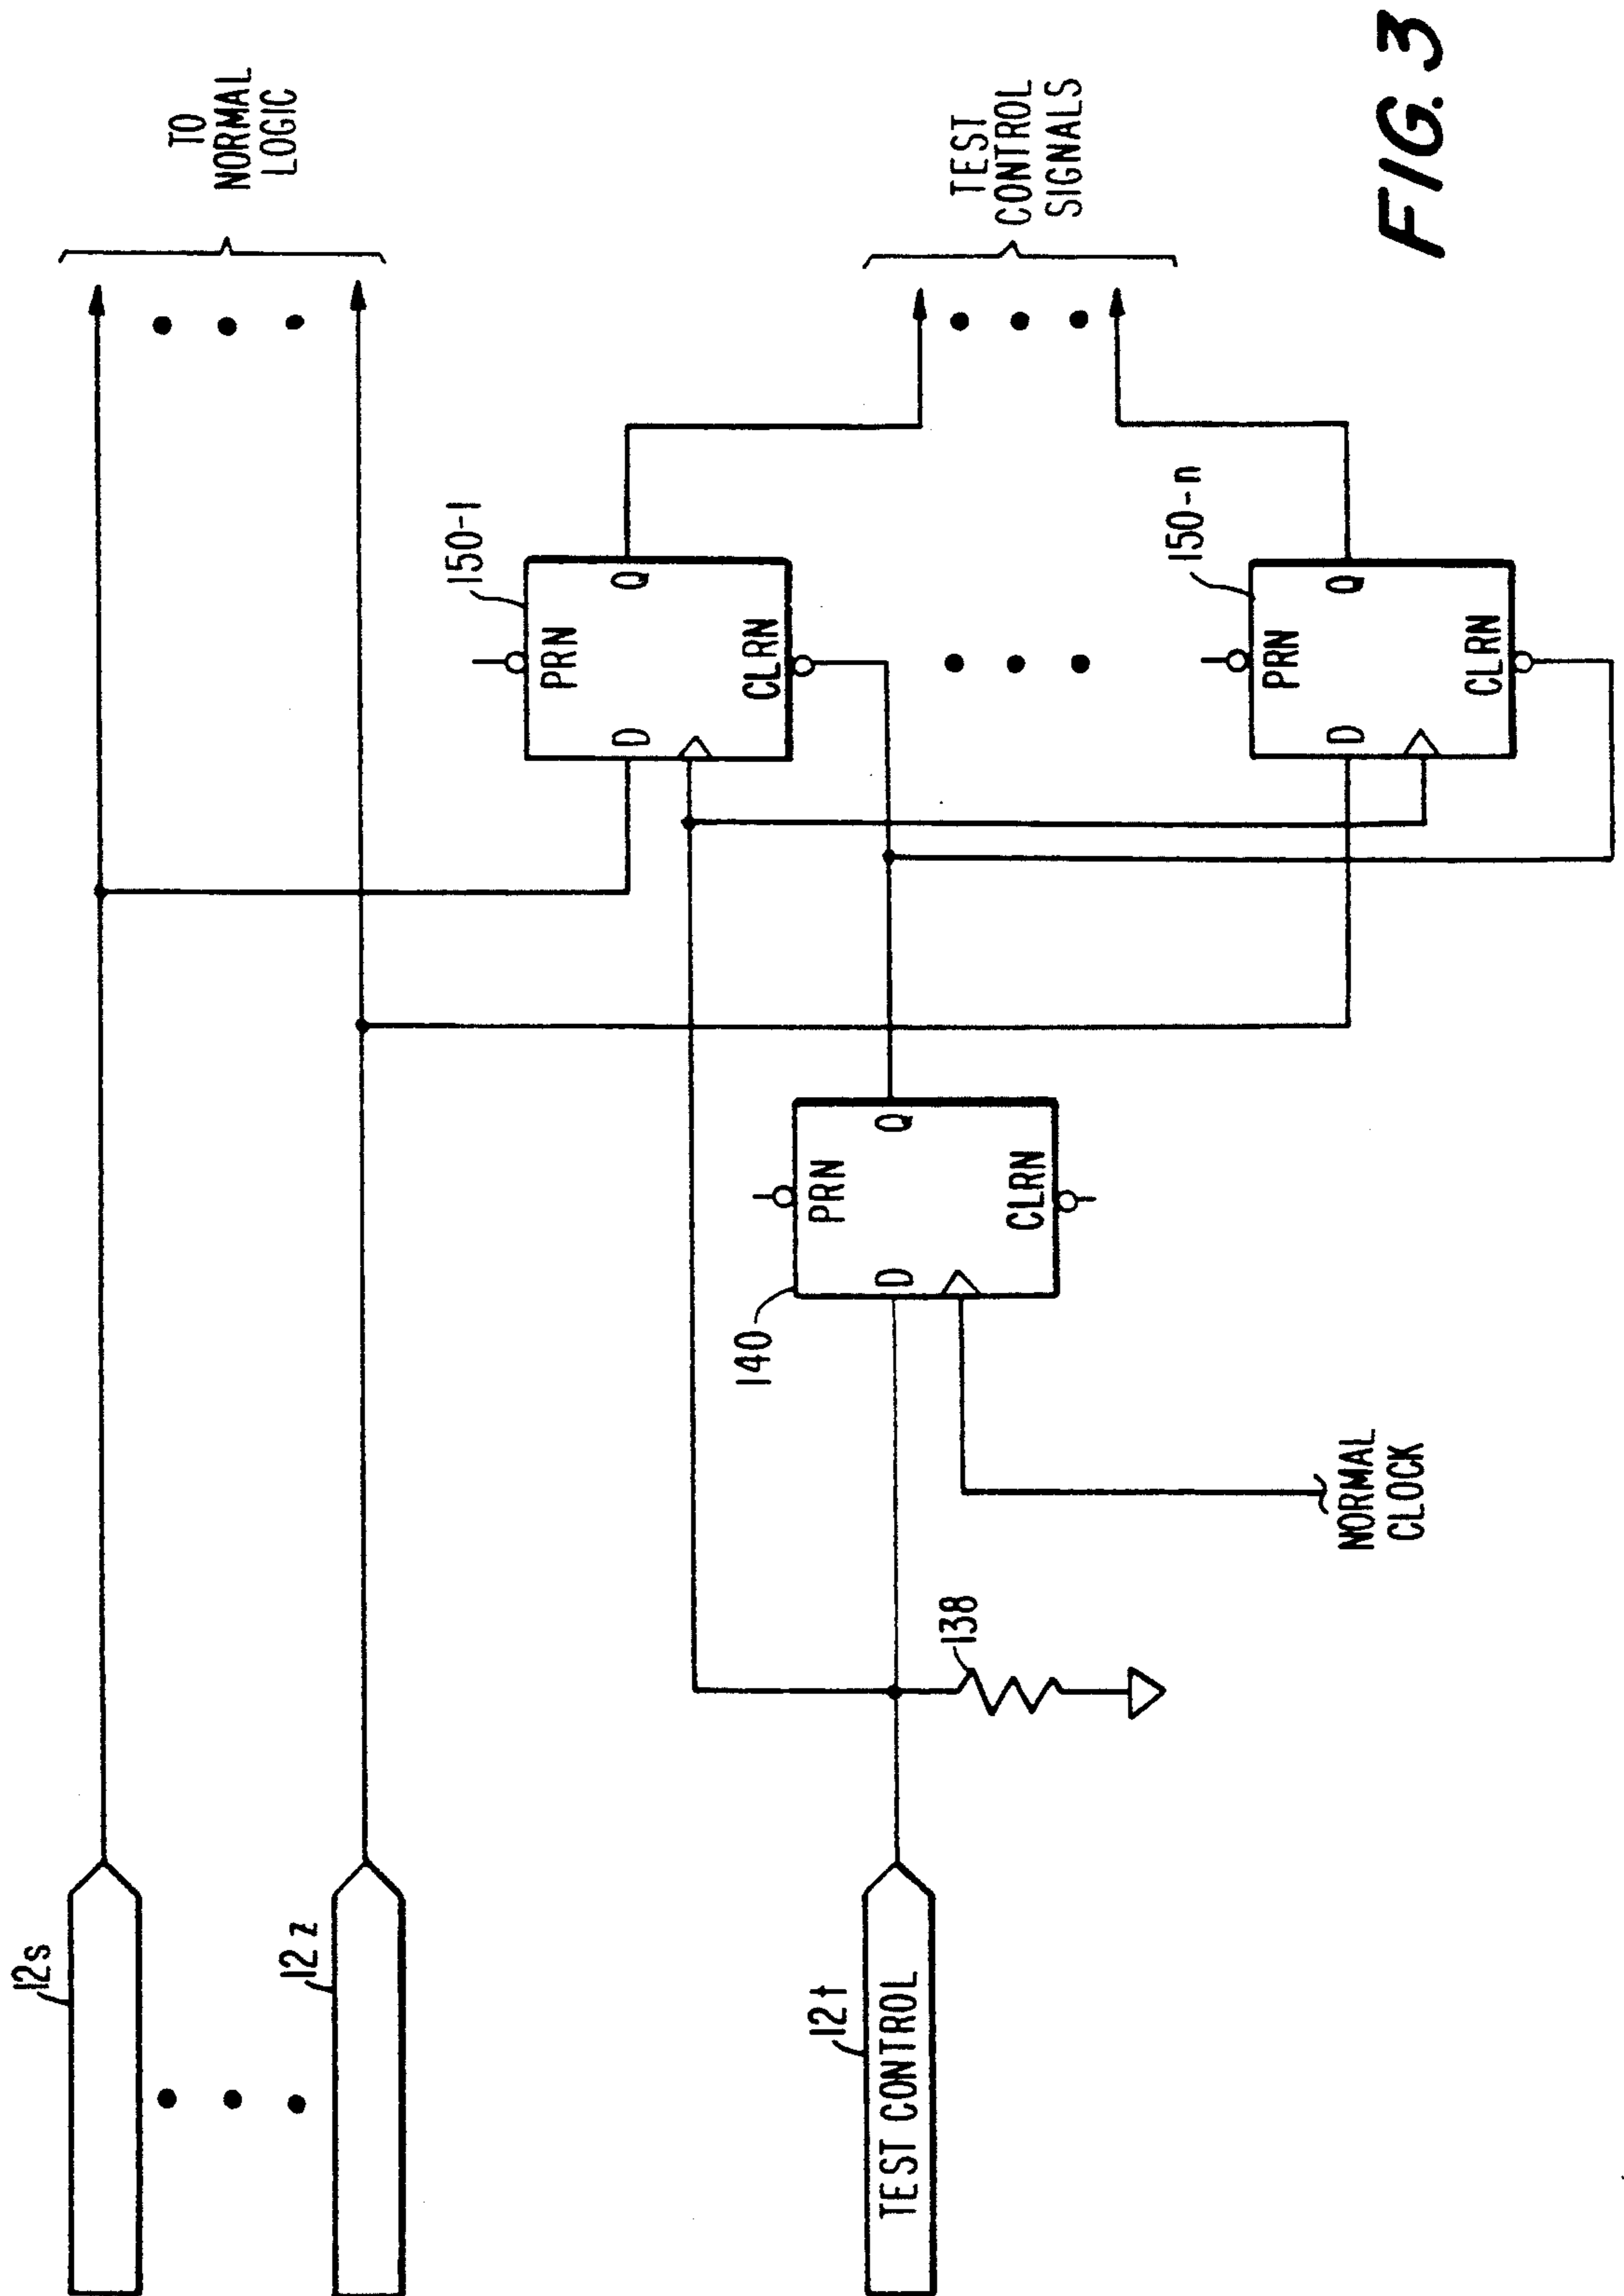 12s
12z
12t
TEST CONTROL
138
NORMAL
CLOCK
140
D
PRN
Q
CLRN
150-1
D
PRN
Q
CLRN
150-n
D
PRN
Q
CLRN
TO
NORMAL
LOGIC
TEST
CONTROL
SIGNALS
FIG. 3